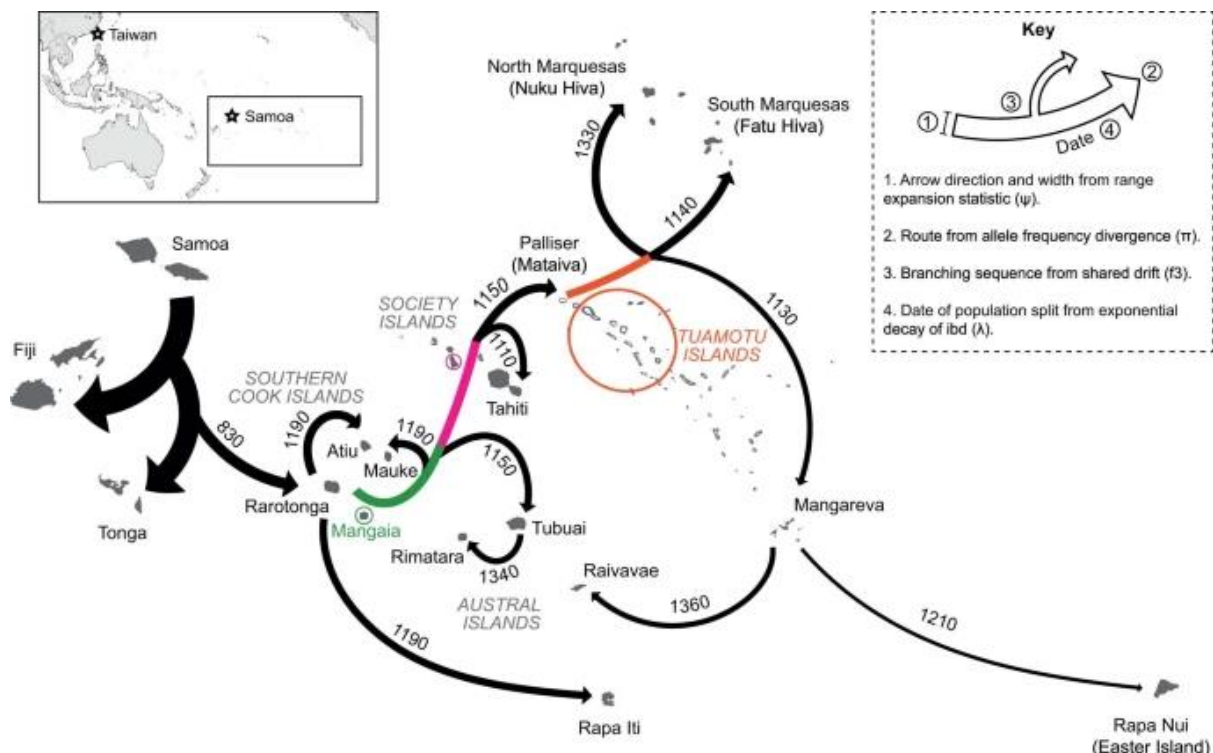 Taiwan
Samoa
Key
①
②
③
Date ④
1. Arrow direction and width from range
expansion statistic (ψ).
2. Route from allele frequency divergence (π).
3. Branching sequence from shared drift (f3).
4. Date of population split from exponential
decay of ibd (λ).
North Marquesas
(Nuku Hiva)
South Marquesas
(Fatu Hiva)
1330
1140
Samoa
Palliser
(Mataiva)
1150
SOCIETY
ISLANDS
1130
TUAMOTU
ISLANDS
Fiji
1110
Tahiti
SOUTHERN
COOK ISLANDS
830
1190
Atiu
1190
Mauke
1150
Tonga
Rarotonga
Mangaia
Mangareva
Tubuai
Rimatara
1340
Raivavae
AUSTRAL
ISLANDS
1360
1210
1190
Rapa Iti
Rapa Nui
(Easter Island)